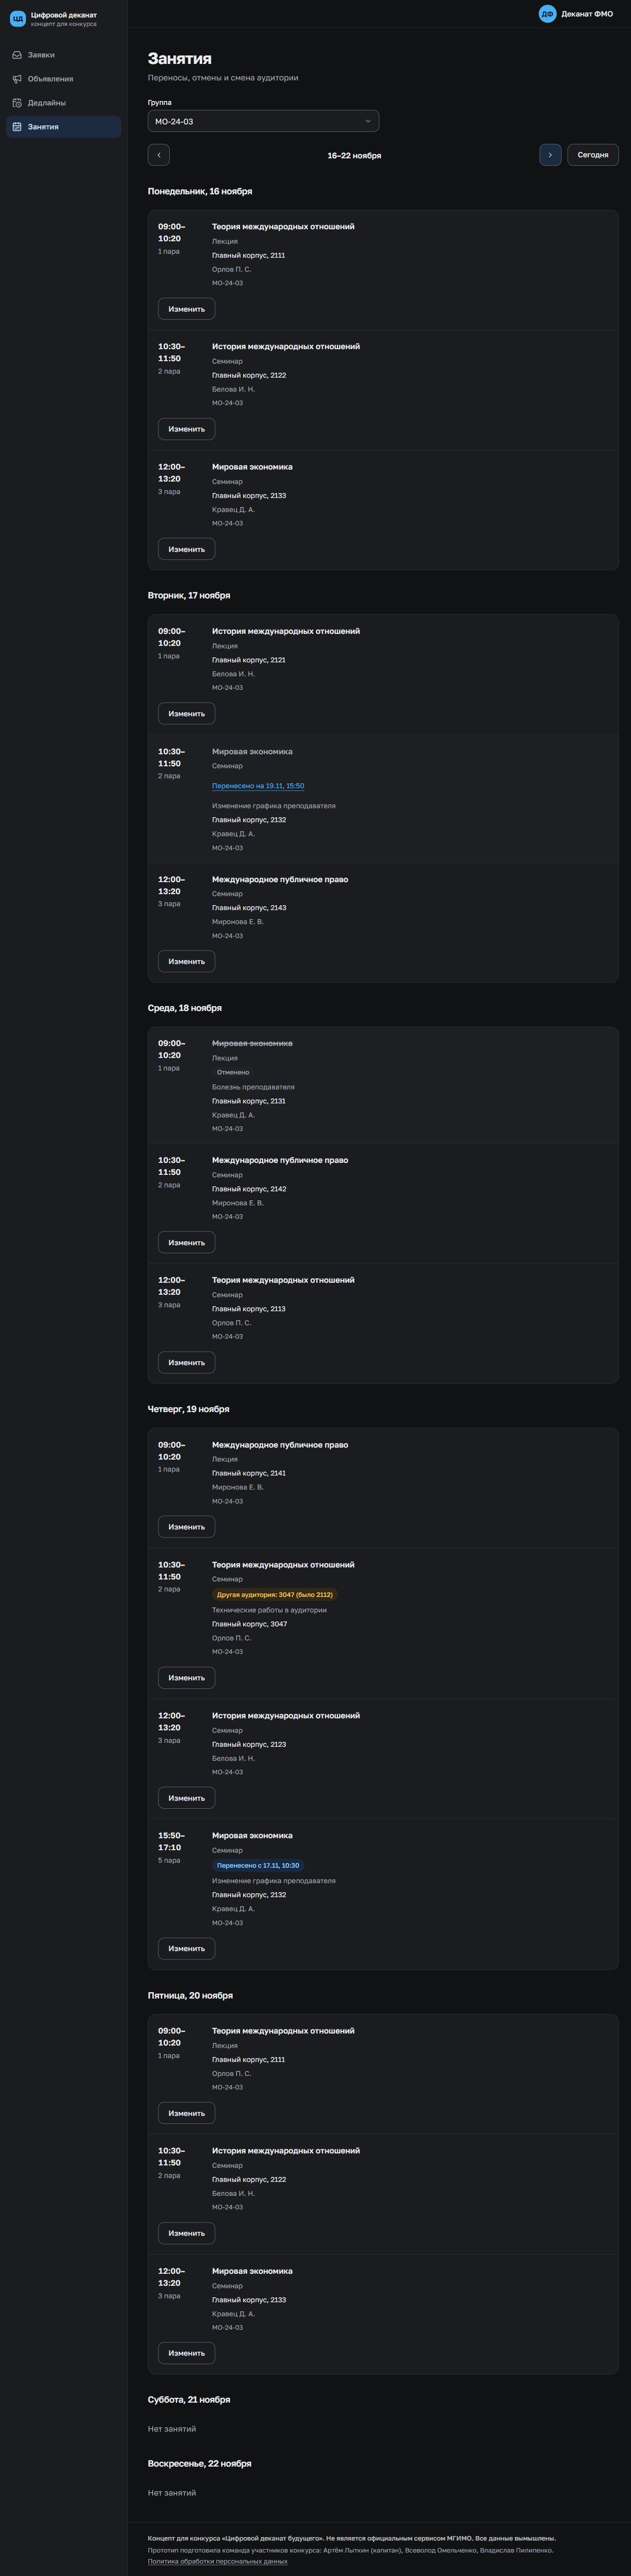 ЦД
Цифровой деканат
концепт для конкурса
Заявки
Объявления
Дедлайны
Занятия
ДФ
Деканат ФМО
Занятия
Переносы, отмены и смена аудитории
Группа
МО-24-03
16–22 ноября
Сегодня
Понедельник, 16 ноября
09:00–
10:20
1 пара
Теория международных отношений
Лекция
Главный корпус, 2111
Орлов П. С.
МО-24-03
Изменить
10:30–
11:50
2 пара
История международных отношений
Семинар
Главный корпус, 2122
Белова И. Н.
МО-24-03
Изменить
12:00–
13:20
3 пара
Мировая экономика
Семинар
Главный корпус, 2133
Кравец Д. А.
МО-24-03
Изменить
Вторник, 17 ноября
09:00–
10:20
1 пара
История международных отношений
Лекция
Главный корпус, 2121
Белова И. Н.
МО-24-03
Изменить
10:30–
11:50
2 пара
Мировая экономика
Семинар
Перенесено на 19.11, 15:50
Изменение графика преподавателя
Главный корпус, 2132
Кравец Д. А.
МО-24-03
12:00–
13:20
3 пара
Международное публичное право
Семинар
Главный корпус, 2143
Миронова Е. В.
МО-24-03
Изменить
Среда, 18 ноября
09:00–
10:20
1 пара
Мировая экономика
Лекция
Отменено
Болезнь преподавателя
Главный корпус, 2131
Кравец Д. А.
МО-24-03
10:30–
11:50
2 пара
Международное публичное право
Семинар
Главный корпус, 2142
Миронова Е. В.
МО-24-03
Изменить
12:00–
13:20
3 пара
Теория международных отношений
Семинар
Главный корпус, 2113
Орлов П. С.
МО-24-03
Изменить
Четверг, 19 ноября
09:00–
10:20
1 пара
Международное публичное право
Лекция
Главный корпус, 2141
Миронова Е. В.
МО-24-03
Изменить
10:30–
11:50
2 пара
Теория международных отношений
Семинар
Другая аудитория: 3047 (было 2112)
Технические работы в аудитории
Главный корпус, 3047
Орлов П. С.
МО-24-03
Изменить
12:00–
13:20
3 пара
История международных отношений
Семинар
Главный корпус, 2123
Белова И. Н.
МО-24-03
Изменить
15:50–
17:10
5 пара
Мировая экономика
Семинар
Перенесено с 17.11, 10:30
Изменение графика преподавателя
Главный корпус, 2132
Кравец Д. А.
МО-24-03
Изменить
Пятница, 20 ноября
09:00–
10:20
1 пара
Теория международных отношений
Лекция
Главный корпус, 2111
Орлов П. С.
МО-24-03
Изменить
10:30–
11:50
2 пара
История международных отношений
Семинар
Главный корпус, 2122
Белова И. Н.
МО-24-03
Изменить
12:00–
13:20
3 пара
Мировая экономика
Семинар
Главный корпус, 2133
Кравец Д. А.
МО-24-03
Изменить
Суббота, 21 ноября
Нет занятий
Воскресенье, 22 ноября
Нет занятий
Концепт для конкурса «Цифровой деканат будущего». Не является официальным сервисом МГИМО. Все данные вымышлены.
Прототип подготовила команда участников конкурса: Артём Лыткин (капитан), Всеволод Омельченко, Владислав Пилипенко.
Политика обработки персональных данных